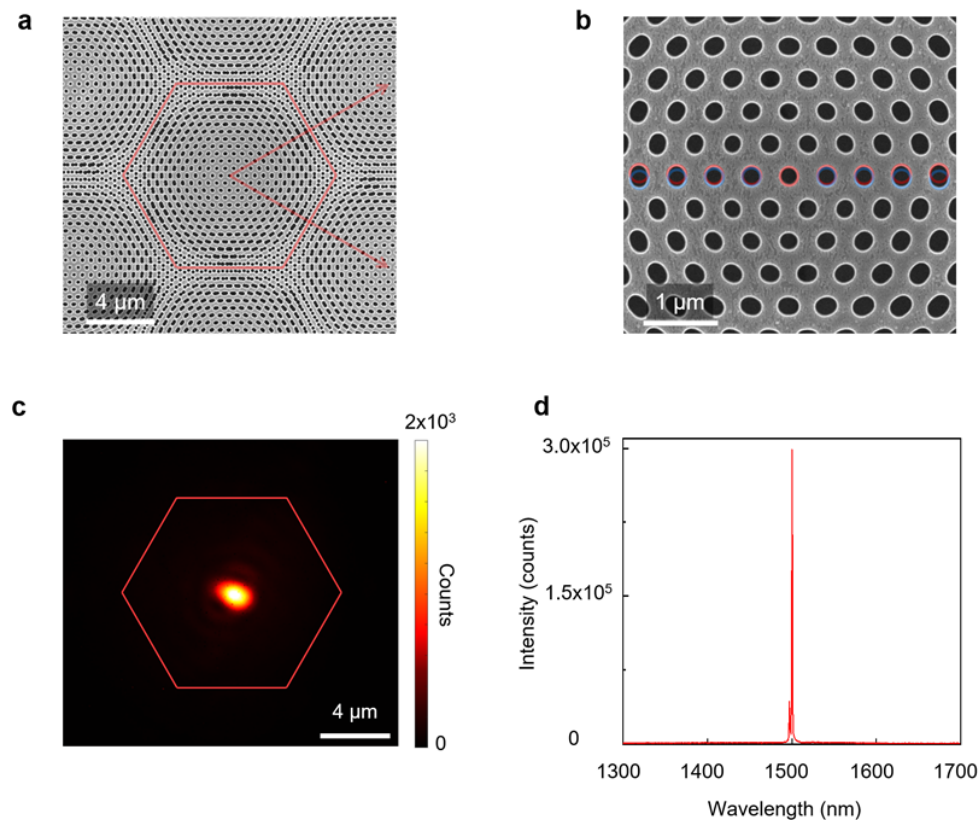 a
4 μm
b
1 μm
c
2x10³
Counts
0
4 μm
d
3.0x10⁵
1.5x10⁵
0
Intensity (counts)
1300 1400 1500 1600 1700
Wavelength (nm)